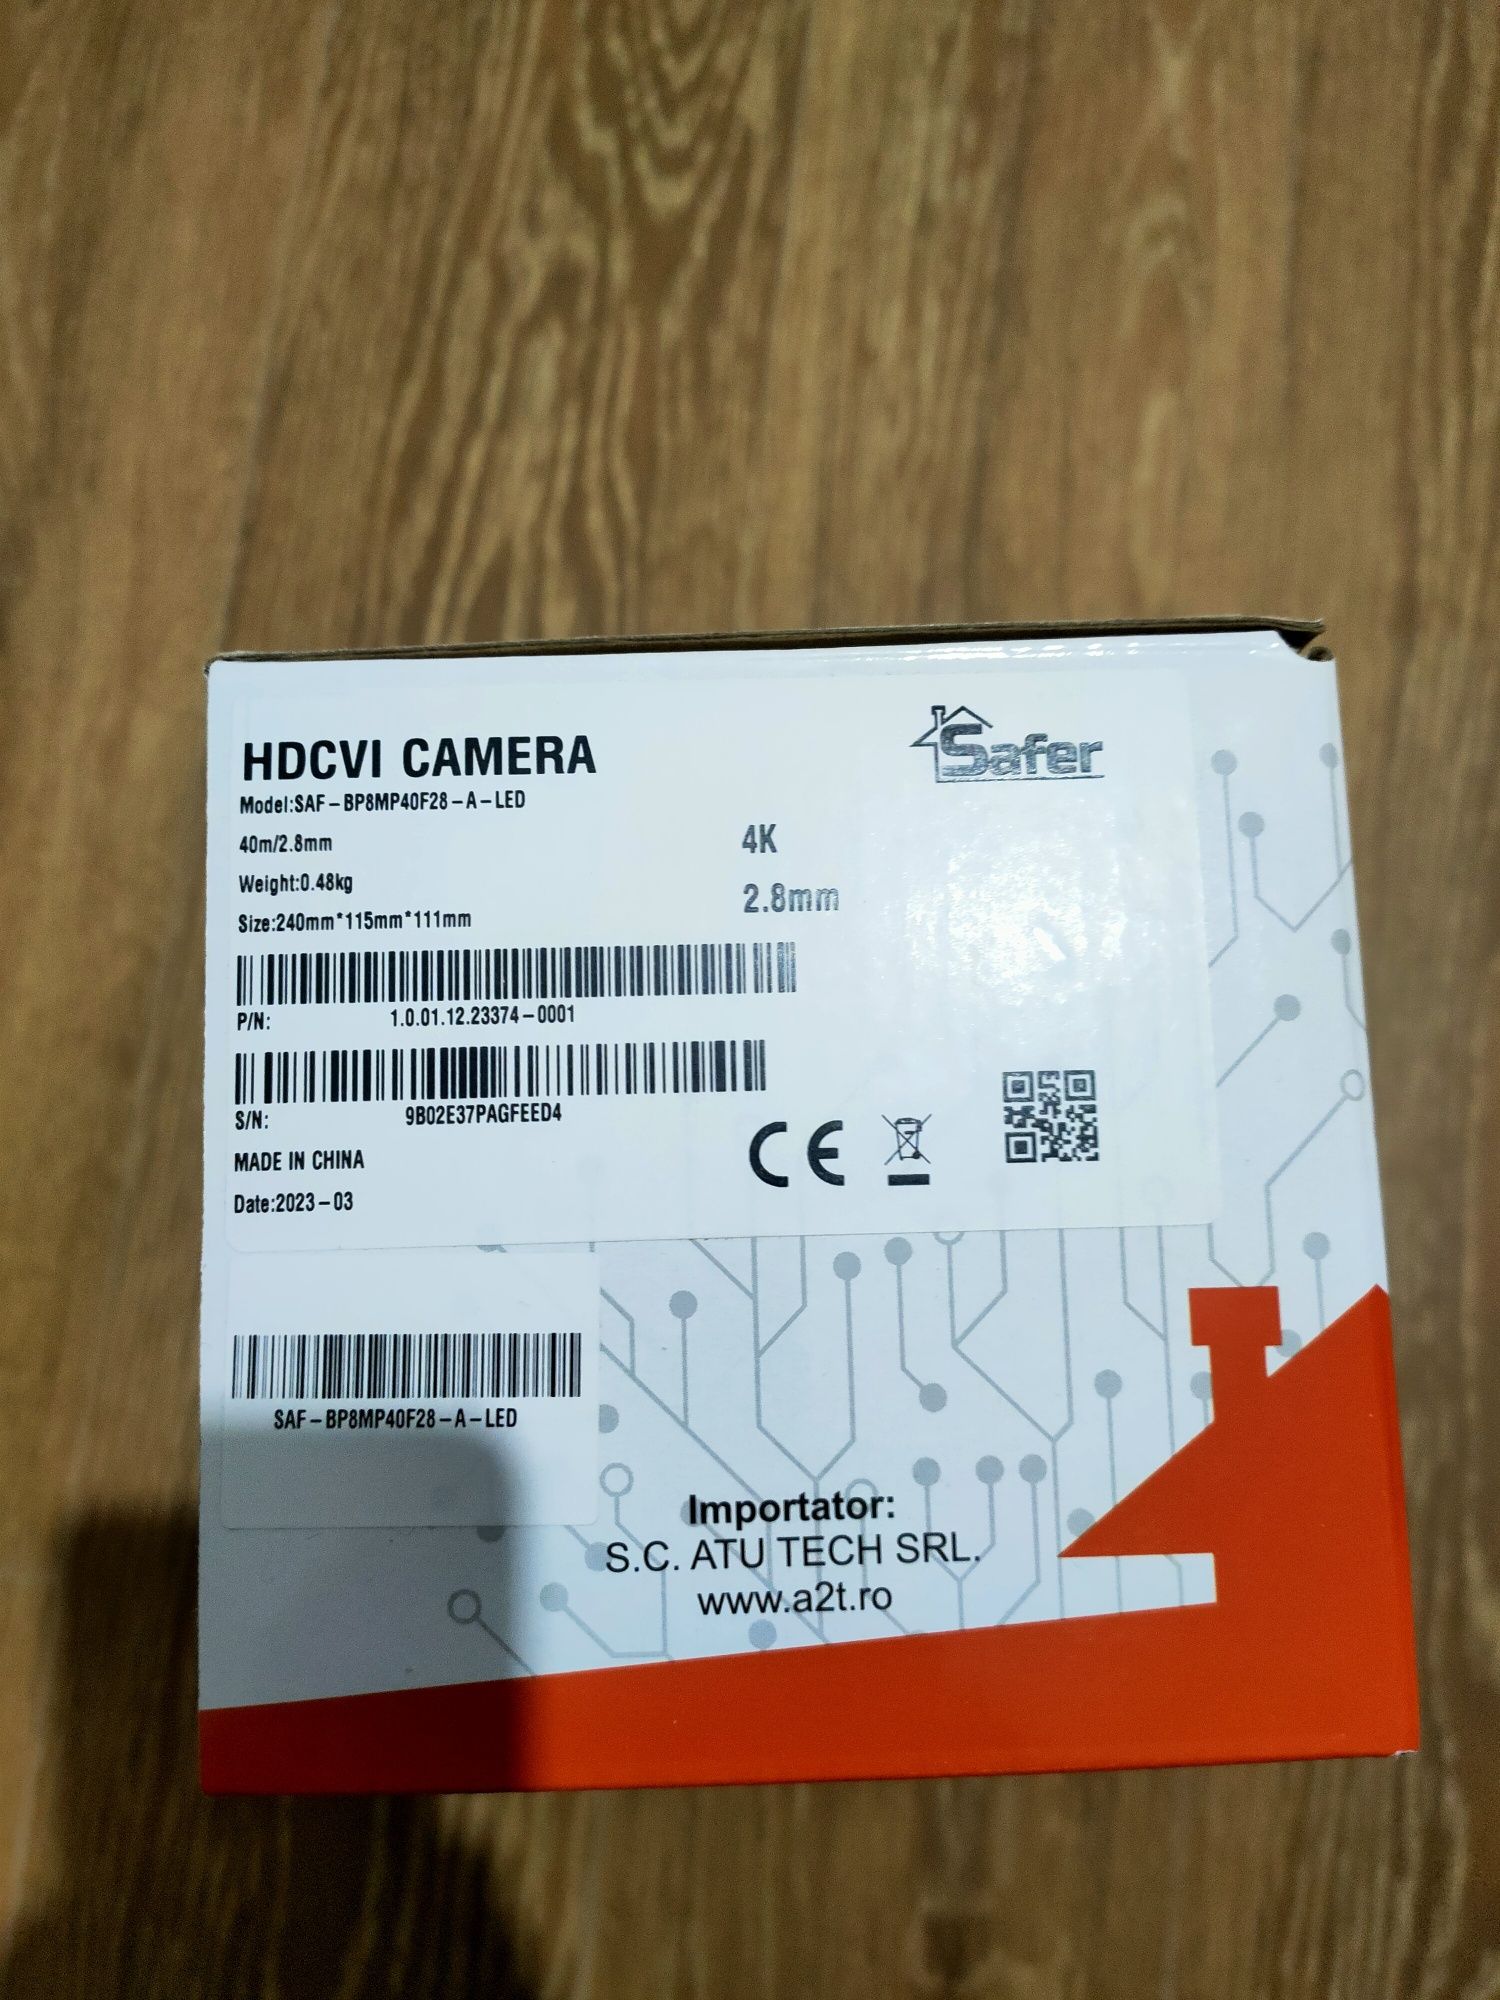 HDCVI CAMERA
Safer
Model:SAF-BP8MP40F28-A-LED
40m/2.8mm
4K
Weight:0.48kg
2.8mm
Size:240mm*115mm*111mm
P/N: 1.0.01.12.23374-0001
S/N: 9B02E37PAGFEED4
CE
MADE IN CHINA
Date:2023-03
SAF-BP8MP40F28-A-LED
Importator:
S.C. ATU TECH SRL.
www.a2t.ro